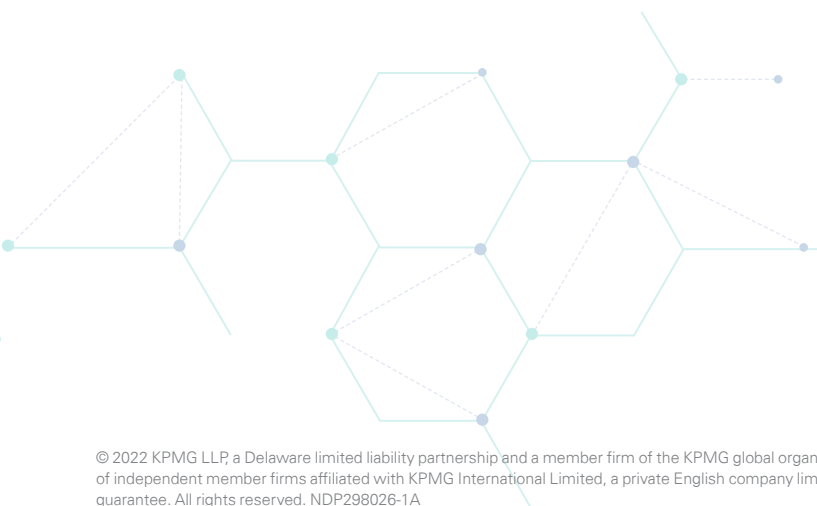 © 2022 KPMG LLP, a Delaware limited liability partnership and a member firm of the KPMG global organ
of independent member firms affiliated with KPMG International Limited, a private English company lim
guarantee. All rights reserved. NDP298026-1A